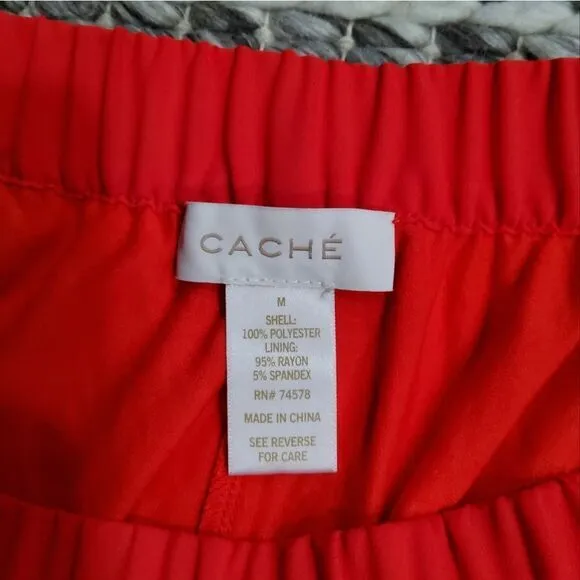 CACHÉ
M
SHELL:
100% POLYESTER
LINING:
95% RAYON
5% SPANDEX
RN# 74578
MADE IN CHINA
SEE REVERSE
FOR CARE